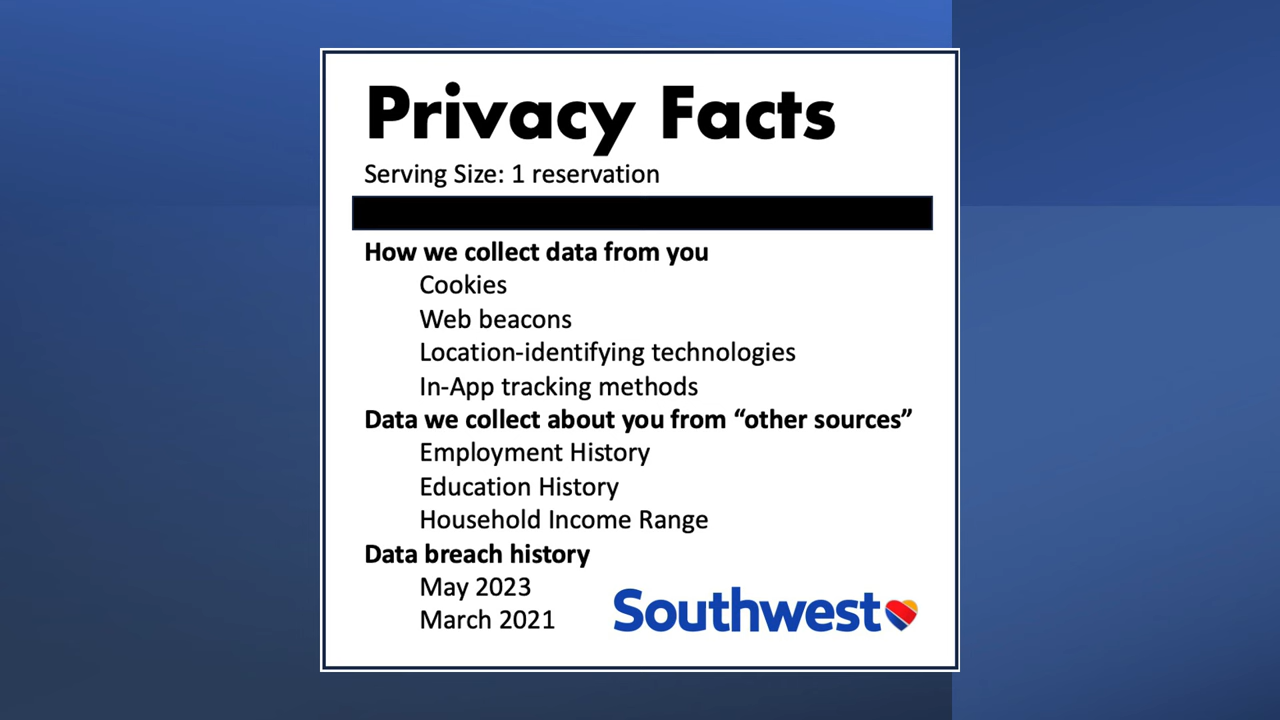 Privacy Facts
Serving Size: 1 reservation
How we collect data from you
Cookies
Web beacons
Location-identifying technologies
In-App tracking methods
Data we collect about you from “other sources”
Employment History
Education History
Household Income Range
Data breach history
May 2023
March 2021
Southwest